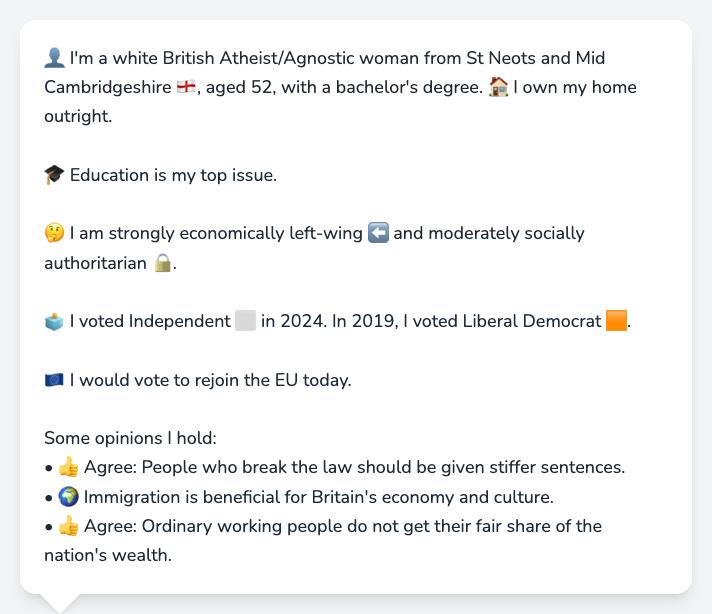 👤 I'm a white British Atheist/Agnostic woman from St Neots and Mid
Cambridgeshire 🏴󠁧󠁢󠁥󠁮󠁧󠁿, aged 52, with a bachelor's degree. 🏠 I own my home
outright.
🎓 Education is my top issue.
🤔 I am strongly economically left-wing ⬅️ and moderately socially
authoritarian 🔒.
🗳️ I voted Independent ⬜ in 2024. In 2019, I voted Liberal Democrat 🟧.
🇪🇺 I would vote to rejoin the EU today.
Some opinions I hold:
• 👍 Agree: People who break the law should be given stiffer sentences.
• 🌍 Immigration is beneficial for Britain's economy and culture.
• 👍 Agree: Ordinary working people do not get their fair share of the
nation's wealth.